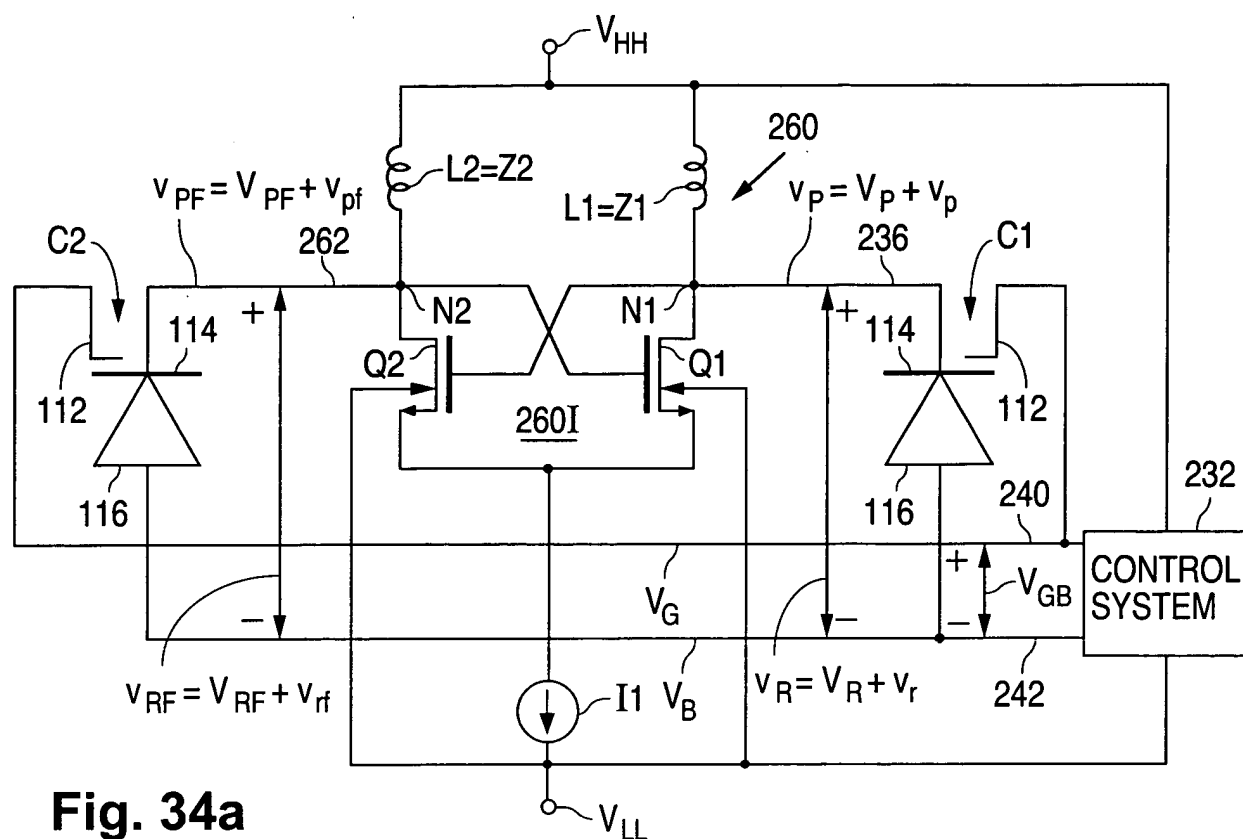 V_HH
260
L2=Z2
L1=Z1
v_PF = V_PF + v_pf
v_P = V_P + v_p
C2
262
236
C1
+
N2
N1
+
114
Q2
Q1
114
112
112
260I
116
116
240
232
V_G
+
V_GB
CONTROL
SYSTEM
−
−
−
v_RF = V_RF + v_rf
I1
V_B
v_R = V_R + v_r
242
Fig. 34a
V_LL